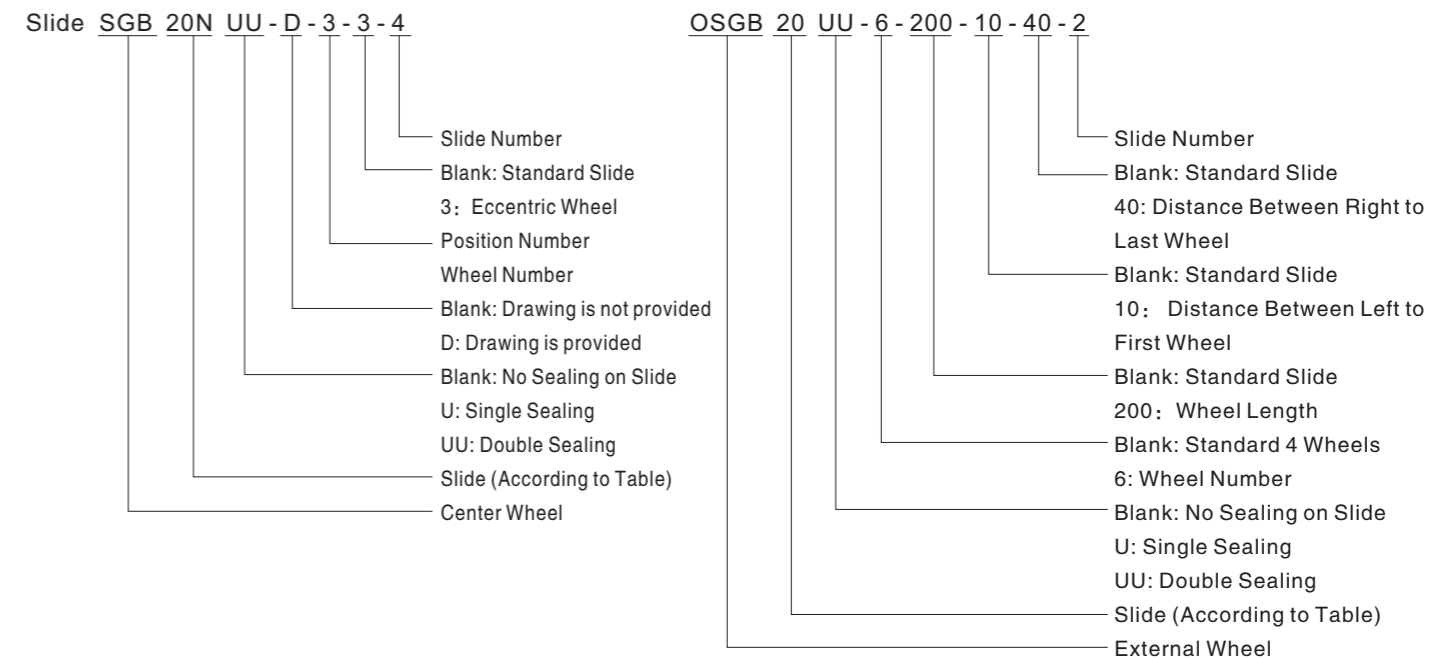 Slide SGB 20N UU - D - 3 - 3 - 4
Slide Number
Blank: Standard Slide
3：Eccentric Wheel
Position Number
Wheel Number
Blank: Drawing is not provided
D: Drawing is provided
Blank: No Sealing on Slide
U: Single Sealing
UU: Double Sealing
Slide (According to Table)
Center Wheel
OSGB 20 UU - 6 - 200 - 10 - 40 - 2
Slide Number
Blank: Standard Slide
40: Distance Between Right to
Last Wheel
Blank: Standard Slide
10： Distance Between Left to
First Wheel
Blank: Standard Slide
200：Wheel Length
Blank: Standard 4 Wheels
6: Wheel Number
Blank: No Sealing on Slide
U: Single Sealing
UU: Double Sealing
Slide (According to Table)
External Wheel